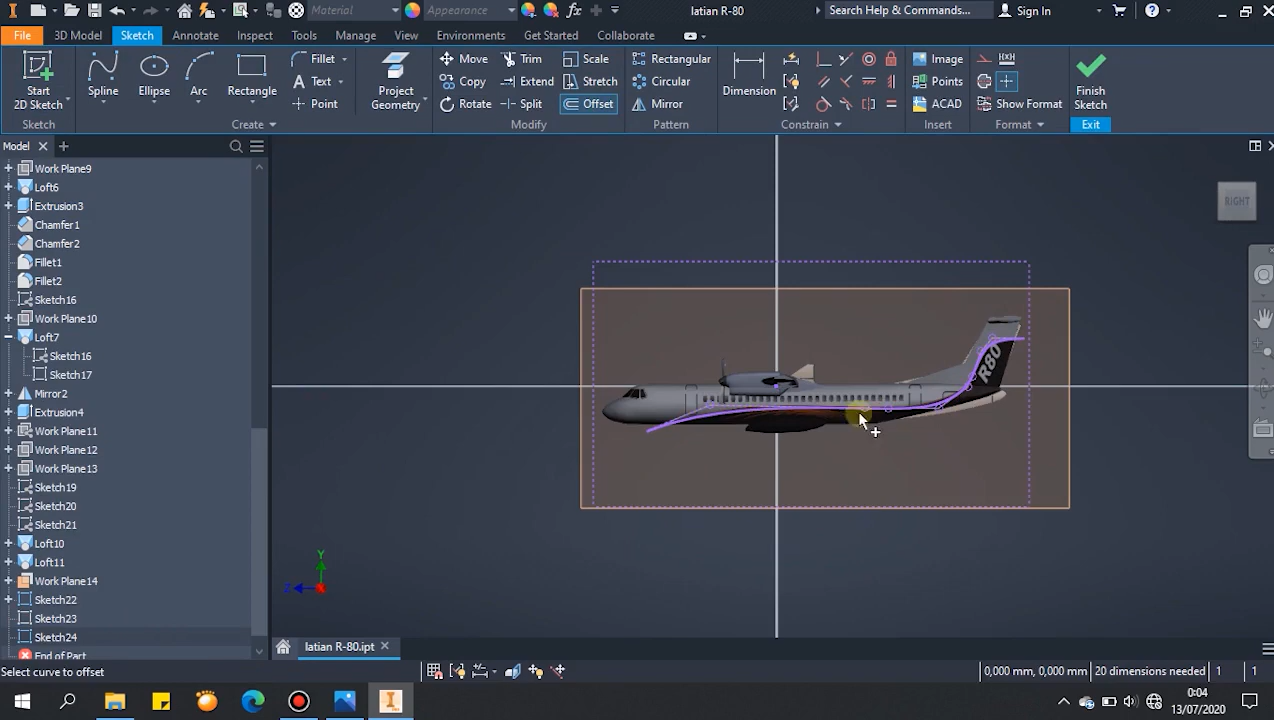 Material
Appearance
latian R-80
Search Help & Commands...
Sign In
File
3D Model
Sketch
Annotate
Inspect
Tools
Manage
View
Environments
Get Started
Collaborate
Start
2D Sketch
Spline
Ellipse
Arc
Rectangle
Fillet
Text
Point
Project
Geometry
Move
Copy
Rotate
Trim
Extend
Split
Scale
Stretch
Offset
Rectangular
Circular
Mirror
Dimension
Image
Points
ACAD
Show Format
Finish
Sketch
Sketch
Create
Modify
Pattern
Constrain
Insert
Format
Exit
Model
Work Plane9
Loft6
Extrusion3
Chamfer1
Chamfer2
Fillet1
Fillet2
Sketch16
Work Plane10
Loft7
Sketch16
Sketch17
Mirror2
Extrusion4
Work Plane11
Work Plane12
Work Plane13
Sketch19
Sketch20
Sketch21
Loft10
Loft11
Work Plane14
Sketch22
Sketch23
Sketch24
End of Part
RIGHT
R80
Y
Z
X
latian R-80.ipt
Select curve to offset
0,000 mm, 0,000 mm
20 dimensions needed
1
1
0:04
13/07/2020